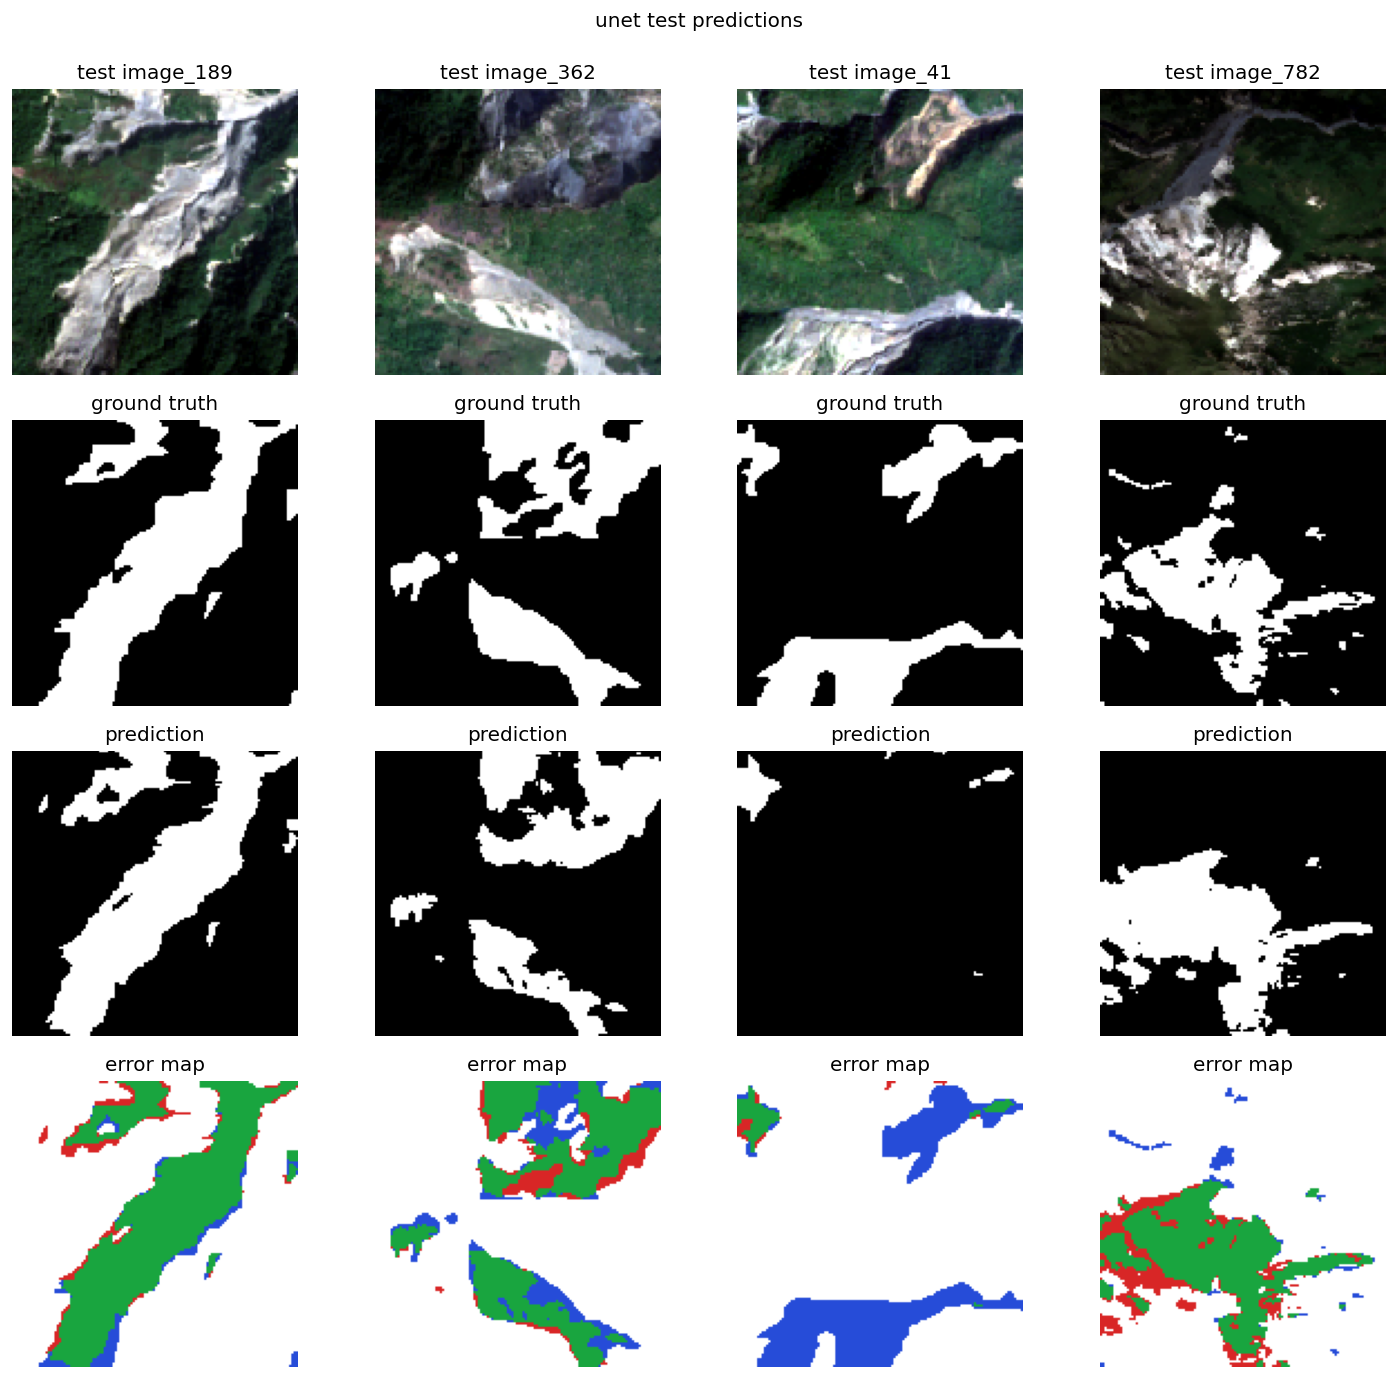 unet test predictions
test image_189
test image_362
test image_41
test image_782
ground truth
ground truth
ground truth
ground truth
prediction
prediction
prediction
prediction
error map
error map
error map
error map